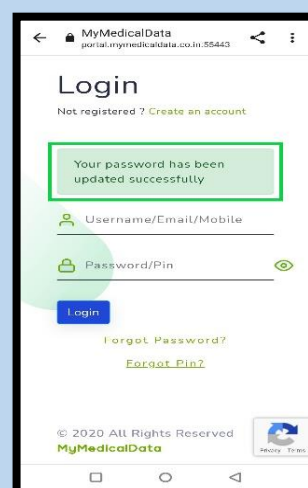 MyMedicalData
portal.mymedicaldata.co.in:55443
Login
Not registered ? Create an account
Your password has been
updated successfully
Username/Email/Mobile
Password/Pin
Login
Forgot Password?
Forgot Pin?
© 2020 All Rights Reserved
MyMedicalData
Privacy Terms